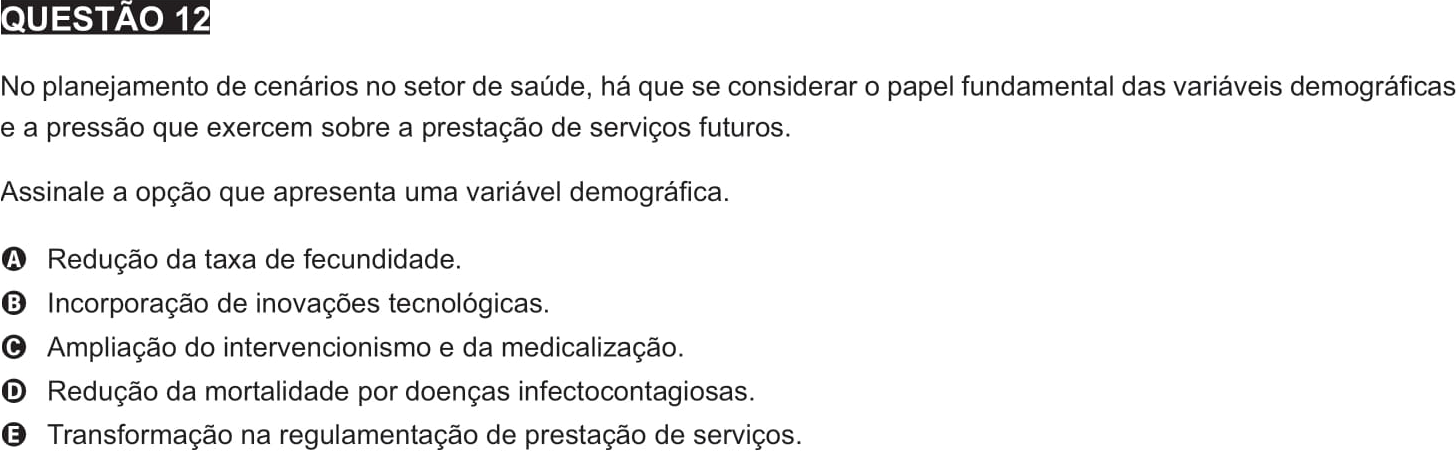 QUESTÃO 12
No planejamento de cenários no setor de saúde, há que se considerar o papel fundamental das variáveis demográficas
e a pressão que exercem sobre a prestação de serviços futuros.
Assinale a opção que apresenta uma variável demográfica.
A Redução da taxa de fecundidade.
B Incorporação de inovações tecnológicas.
C Ampliação do intervencionismo e da medicalização.
D Redução da mortalidade por doenças infectocontagiosas.
E Transformação na regulamentação de prestação de serviços.